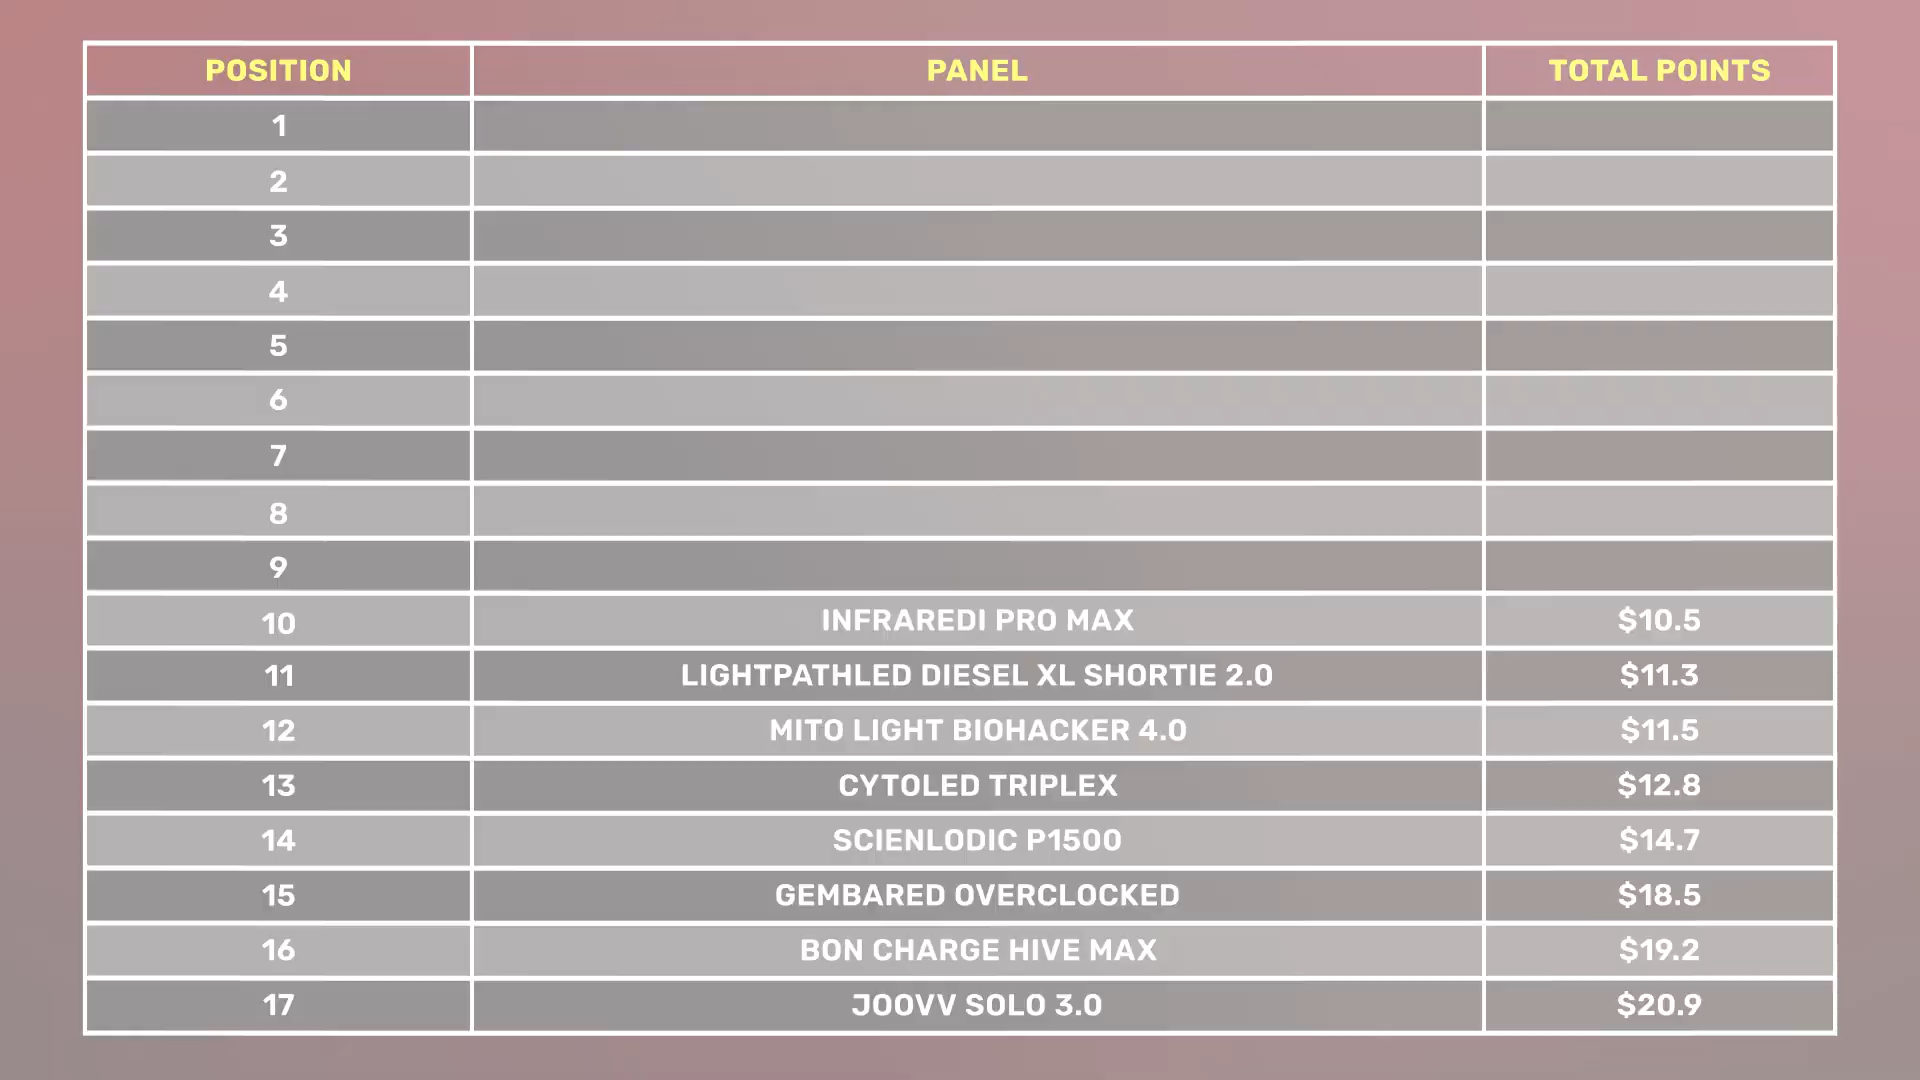 POSITION PANEL TOTAL POINTS
1
2
3
4
5
6
7
8
9
10 INFRAREDI PRO MAX $10.5
11 LIGHTPATHLED DIESEL XL SHORTIE 2.0 $11.3
12 MITO LIGHT BIOHACKER 4.0 $11.5
13 CYTOLED TRIPLEX $12.8
14 SCIENLODIC P1500 $14.7
15 GEMBARED OVERCLOCKED $18.5
16 BON CHARGE HIVE MAX $19.2
17 JOOVV SOLO 3.0 $20.9